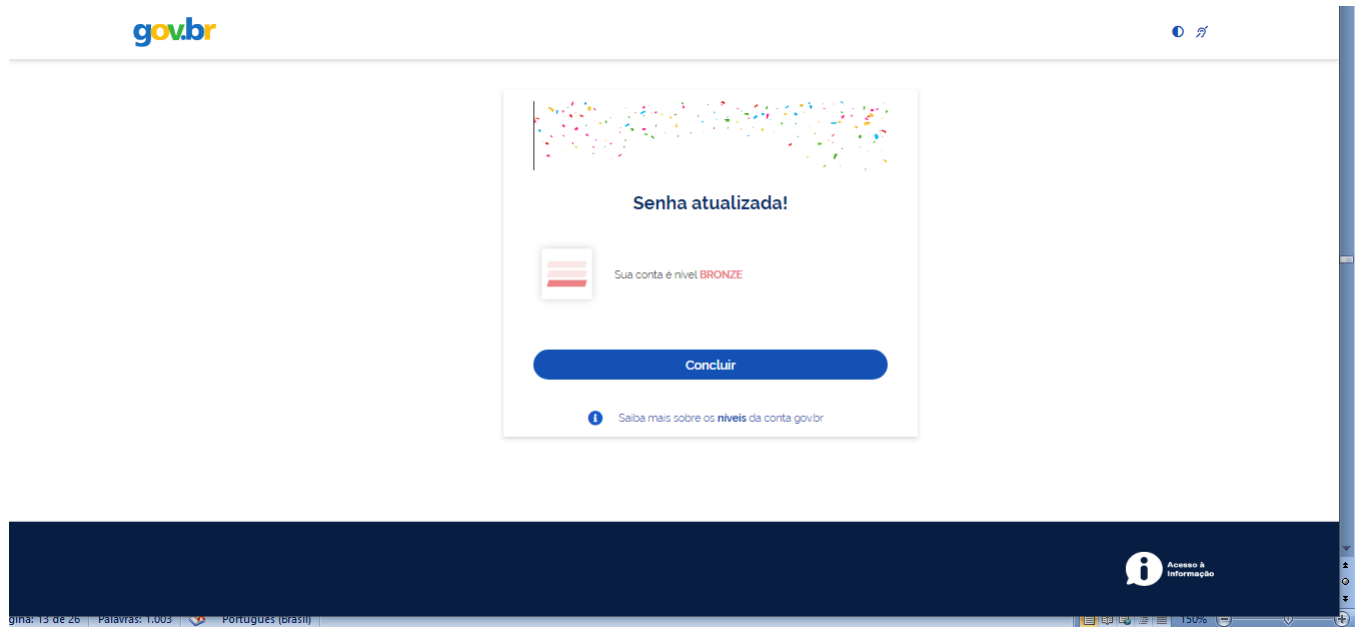 gov.br
Senha atualizada!
Sua conta é nível BRONZE
Concluir
Saiba mais sobre os níveis da conta gov.br
Acesso à
Informação
gina: 13 de 26 Palavras: 1.003 Português (Brasil) 150%